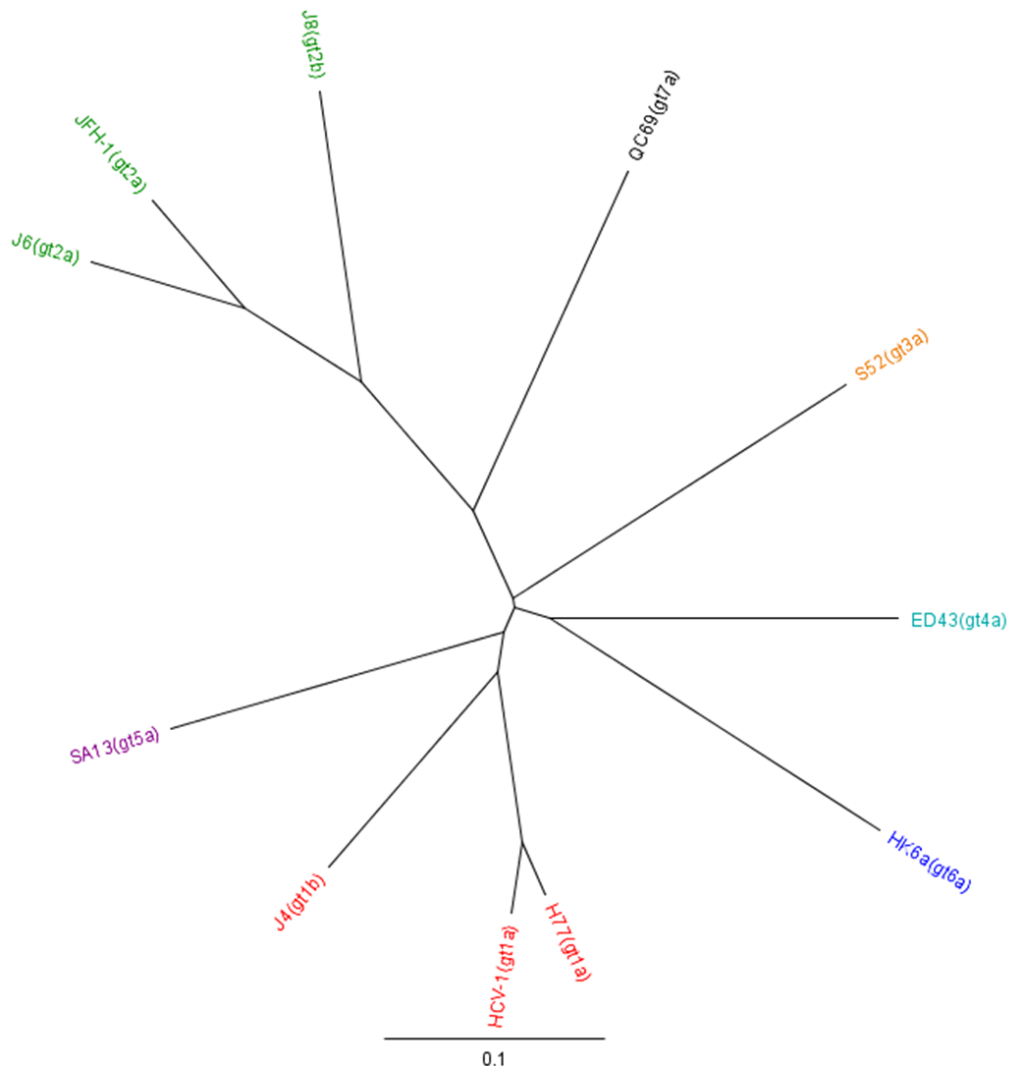 J8(gt2b)
QC69(gt7a)
JFH-1(gt2a)
J6(gt2a)
S52(gt3a)
ED43(gt4a)
SA13(gt5a)
HK6a(gt6a)
J4(gt1b)
H77(gt1a)
HCV-1(gt1a)
0.1